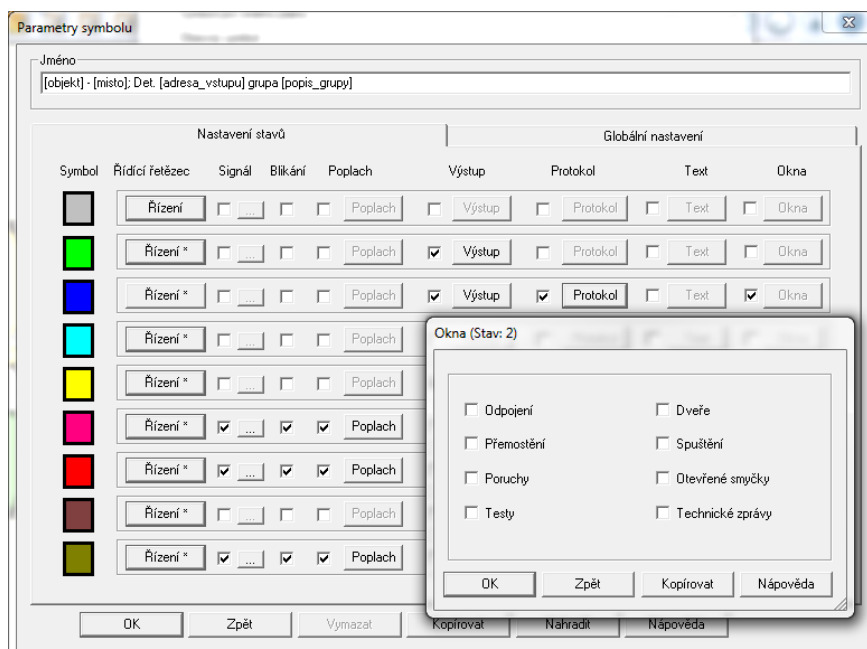 Parametry symbolu
Jméno
[objekt] - [misto]; Det. [adresa_vstupu] grupa [popis_grupy]
Nastavení stavů Globální nastavení
Symbol Řídící řetězec Signál Blikání Poplach Výstup Protokol Text Okna
Řízení ... Poplach Výstup Protokol Text Okna
Řízení * ... Poplach Výstup Protokol Text Okna
Řízení * ... Poplach Výstup Protokol Text Okna
Řízení * ... Poplach
Řízení * ... Poplach
Řízení * ... Poplach
Řízení * ... Poplach
Řízení * ... Poplach
Řízení * ... Poplach
Okna (Stav: 2)
Odpojení Dveře
Přemostění Spuštění
Poruchy Otevřené smyčky
Testy Technické zprávy
OK Zpět Kopírovat Nápověda
OK Zpět Vymazat Kopírovat Nahradit Nápověda